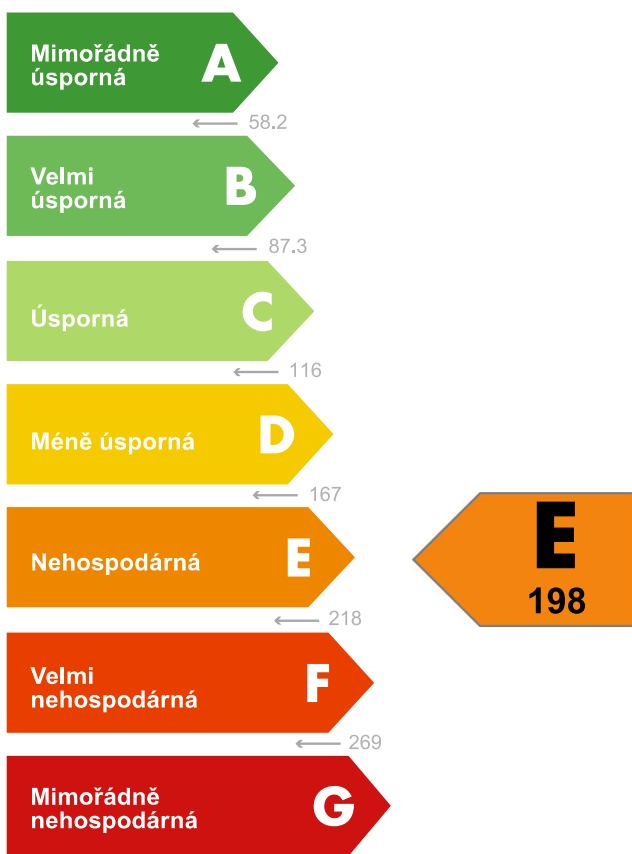 Mimořádně
úsporná
A
58.2
Velmi
úsporná
B
87.3
Úsporná
C
116
Méně úsporná
D
167
Nehospodárná
E
E
198
218
Velmi
nehospodárná
F
269
Mimořádně
nehospodárná
G